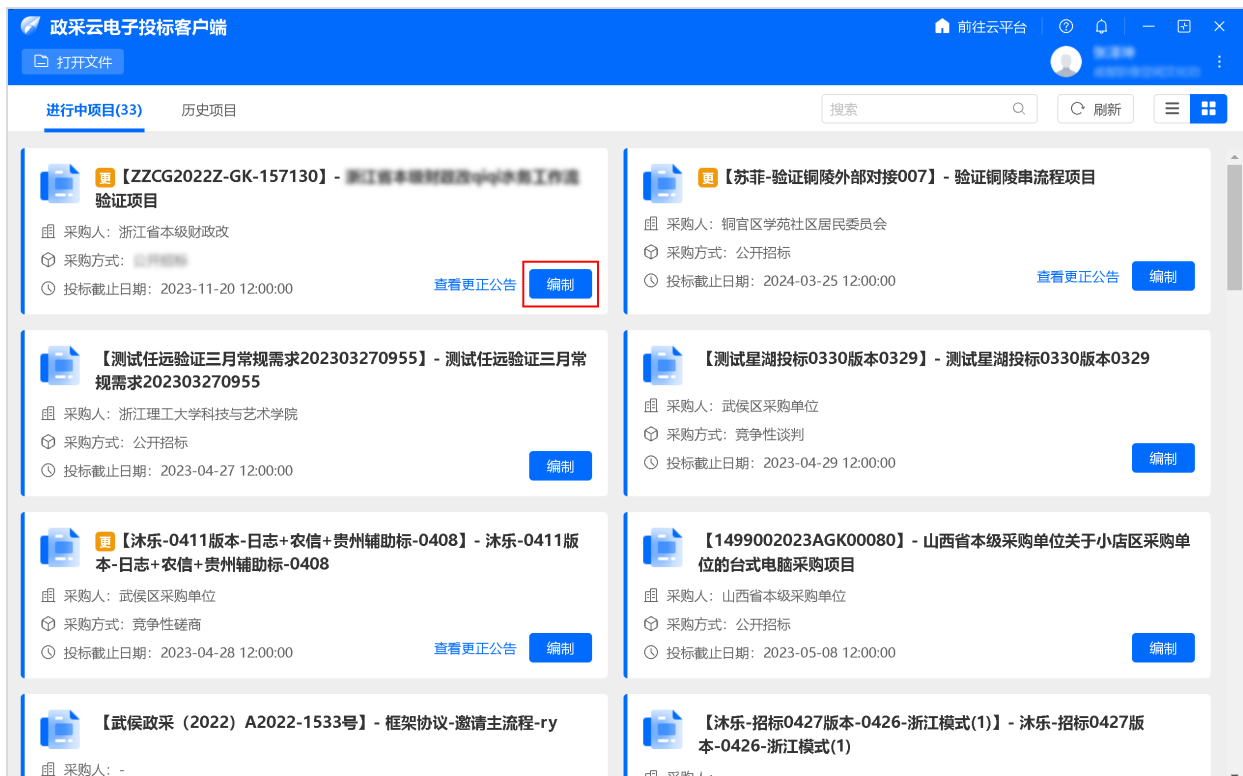 政采云电子投标客户端
前往云平台
打开文件
进行中项目(33)
历史项目
搜索
刷新
更【ZZCG2022Z-GK-157130】-
验证项目
采购人：浙江省本级财政改
采购方式：
投标截止日期：2023-11-20 12:00:00
查看更正公告
编制
更【苏菲-验证铜陵外部对接007】- 验证铜陵串流程项目
采购人：铜官区学苑社区居民委员会
采购方式：公开招标
投标截止日期：2024-03-25 12:00:00
查看更正公告
编制
【测试任远验证三月常规需求202303270955】- 测试任远验证三月常
规需求202303270955
采购人：浙江理工大学科技与艺术学院
采购方式：公开招标
投标截止日期：2023-04-27 12:00:00
编制
【测试星湖投标0330版本0329】- 测试星湖投标0330版本0329
采购人：武侯区采购单位
采购方式：竞争性谈判
投标截止日期：2023-04-29 12:00:00
编制
更【沐乐-0411版本-日志+农信+贵州辅助标-0408】- 沐乐-0411版
本-日志+农信+贵州辅助标-0408
采购人：武侯区采购单位
采购方式：竞争性磋商
投标截止日期：2023-04-28 12:00:00
查看更正公告
编制
【1499002023AGK00080】- 山西省本级采购单位关于小店区采购单
位的台式电脑采购项目
采购人：山西省本级采购单位
采购方式：公开招标
投标截止日期：2023-05-08 12:00:00
编制
【武侯政采（2022）A2022-1533号】- 框架协议-邀请主流程-ry
采购人：-
【沐乐-招标0427版本-0426-浙江模式(1)】- 沐乐-招标0427版
本-0426-浙江模式(1)